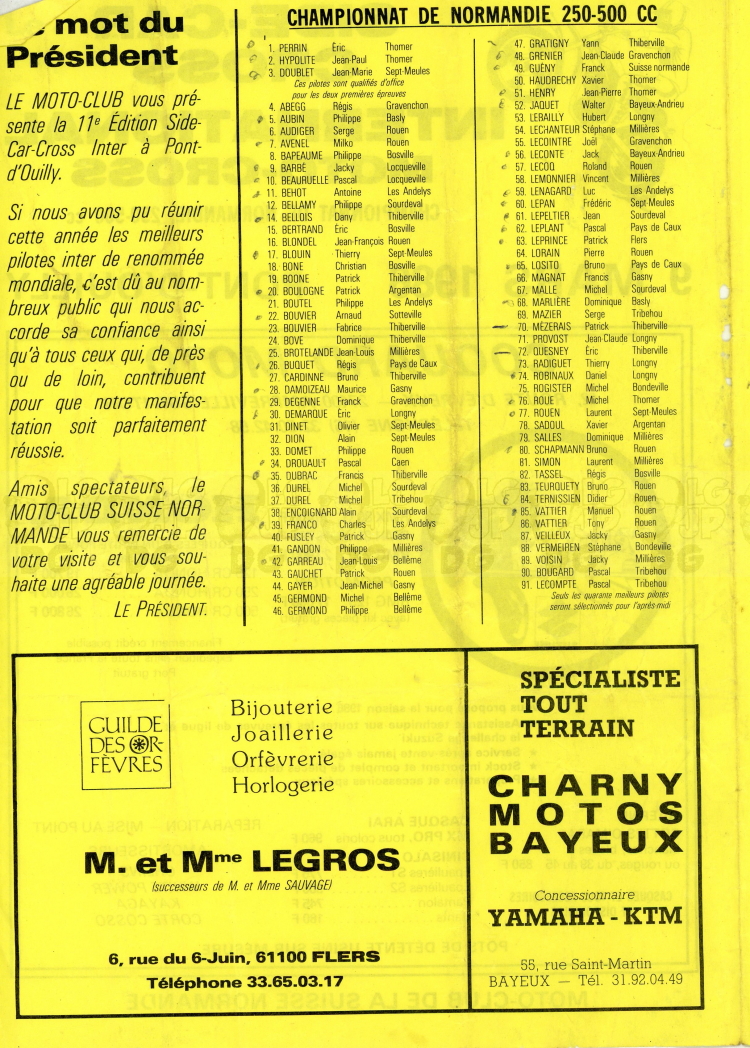 mot du
Président
LE MOTO-CLUB vous pré-
sente la 11e Édition Side-
Car-Cross Inter à Pont-
d'Ouilly.
Si nous avons pu réunir
cette année les meilleurs
pilotes inter de renommée
mondiale, c'est dû au nom-
breux public qui nous ac-
corde sa confiance ainsi
qu'à tous ceux qui, de près
ou de loin, contribuent
pour que notre manifes-
tation soit parfaitement
réussie.
Amis spectateurs, le
MOTO-CLUB SUISSE NOR-
MANDE vous remercie de
votre visite et vous sou-
haite une agréable journée.
LE PRÉSIDENT.
CHAMPIONNAT DE NORMANDIE 250-500 CC
1. PERRIN Éric Thomer
2. HYPOLITE Jean-Paul Thomer
3. DOUBLET Jean-Marie Sept-Meules
Ces pilotes sont qualifiés d'office
pour les deux premières épreuves
4. ABEGG Régis Gravenchon
5. AUBIN Philippe Basly
6. AUDIGER Serge Rouen
7. AVENEL Milko Rouen
8. BAPEAUME Philippe Bosville
9. BARBÉ Jacky Locqueville
10. BEAURUELLE Pascal Locqueville
11. BEHOT Antoine Les Andelys
12. BELLAMY Philippe Sourdeval
14. BELLOIS Dany Thiberville
15. BERTRAND Éric Bosville
16. BLONDEL Jean-François Rouen
17. BLOUIN Thierry Sept-Meules
18. BONE Christian Bosville
19. BOONE Patrick Thiberville
20. BOULOGNE Patrick Argentan
21. BOUTEL Philippe Les Andelys
22. BOUVIER Arnaud Sotteville
23. BOUVIER Fabrice Thiberville
24. BOVE Dominique Thiberville
25. BROTELANDE Jean-Louis Millières
26. BUQUET Régis Pays de Caux
27. CARDINNE Bruno Thiberville
28. DAMOIZEAU Maurice Gasny
29. DEGENNE Franck Gravenchon
30. DEMARQUE Éric Longny
31. DINET Olivier Sept-Meules
32. DION Alain Sept-Meules
33. DOMET Philippe Rouen
34. DROUAULT Pascal Caen
35. DUBRAC Francis Thiberville
36. DUREL Michel Sourdeval
37. DUREL Michel Tribehou
38. ENCOIGNARD Alain Sourdeval
39. FRANCO Charles Les Andelys
40. FUSLEY Patrick Gasny
41. GANDON Philippe Millières
42. GARREAU Jean-Louis Bellême
43. GAUCHET Patrick Rouen
44. GAYER Jean-Michel Gasny
45. GERMOND Michel Bellême
46. GERMOND Philippe Bellême
47. GRATIGNY Yann Thiberville
48. GRENIER Jean-Claude Gravenchon
49. GUÉNY Franck Suisse normande
50. HAUDRECHY Xavier Thomer
51. HENRY Jean-Pierre Thomer
52. JAQUET Walter Bayeux-Andrieu
53. LEBAILLY Hubert Longny
54. LECHANTEUR Stéphane Millières
55. LECOINTRE Joël Gravenchon
56. LECONTE Jack Bayeux-Andrieu
57. LECOQ Roland Rouen
58. LEMONNIER Vincent Millières
59. LENAGARD Luc Les Andelys
60. LEPAN Frédéric Sept-Meules
61. LEPELTIER Jean Sourdeval
62. LEPLANT Pascal Pays de Caux
63. LEPRINCE Patrick Flers
64. LORAIN Pierre Rouen
65. LOSITO Bruno Pays de Caux
66. MAGNAT Francis Gasny
67. MALLE Michel Sourdeval
68. MARLIÈRE Dominique Basly
69. MAZIER Serge Tribehou
70. MÉZERAIS Patrick Thiberville
71. PROVOST Jean-Claude Longny
72. QUESNEY Éric Thiberville
73. RADIGUET Thierry Longny
74. ROBINAUX Daniel Longny
75. ROGISTER Michel Bondeville
76. ROUE Michel Thomer
77. ROUEN Laurent Sept-Meules
78. SADOUL Xavier Argentan
79. SALLES Dominique Millières
80. SCHAPMANN Bruno Rouen
81. SIMON Laurent Millières
82. TASSEL Régis Bosville
83. TEURQUETY Bruno Rouen
84. TERNISSIEN Didier Rouen
85. VATTIER Manuel Rouen
86. VATTIER Tony Rouen
87. VEILLEUX Jacky Gasny
88. VERMEIREN Stéphane Bondeville
89. VOISIN Jacky Millières
90. BOUGARD Pascal Tribehou
91. LECOMPTE Pascal Tribehou
Seuls les quarante meilleurs pilotes
seront sélectionnés pour l'après-midi
GUILDE
DES OR-
FÈVRES
Bijouterie
Joaillerie
Orfèvrerie
Horlogerie
M. et Mme LEGROS
(successeurs de M. et Mme SAUVAGE)
6, rue du 6-Juin, 61100 FLERS
Téléphone 33.65.03.17
SPÉCIALISTE
TOUT
TERRAIN
CHARNY
MOTOS
BAYEUX
Concessionnaire
YAMAHA - KTM
55, rue Saint-Martin
BAYEUX — Tél. 31.92.04.49